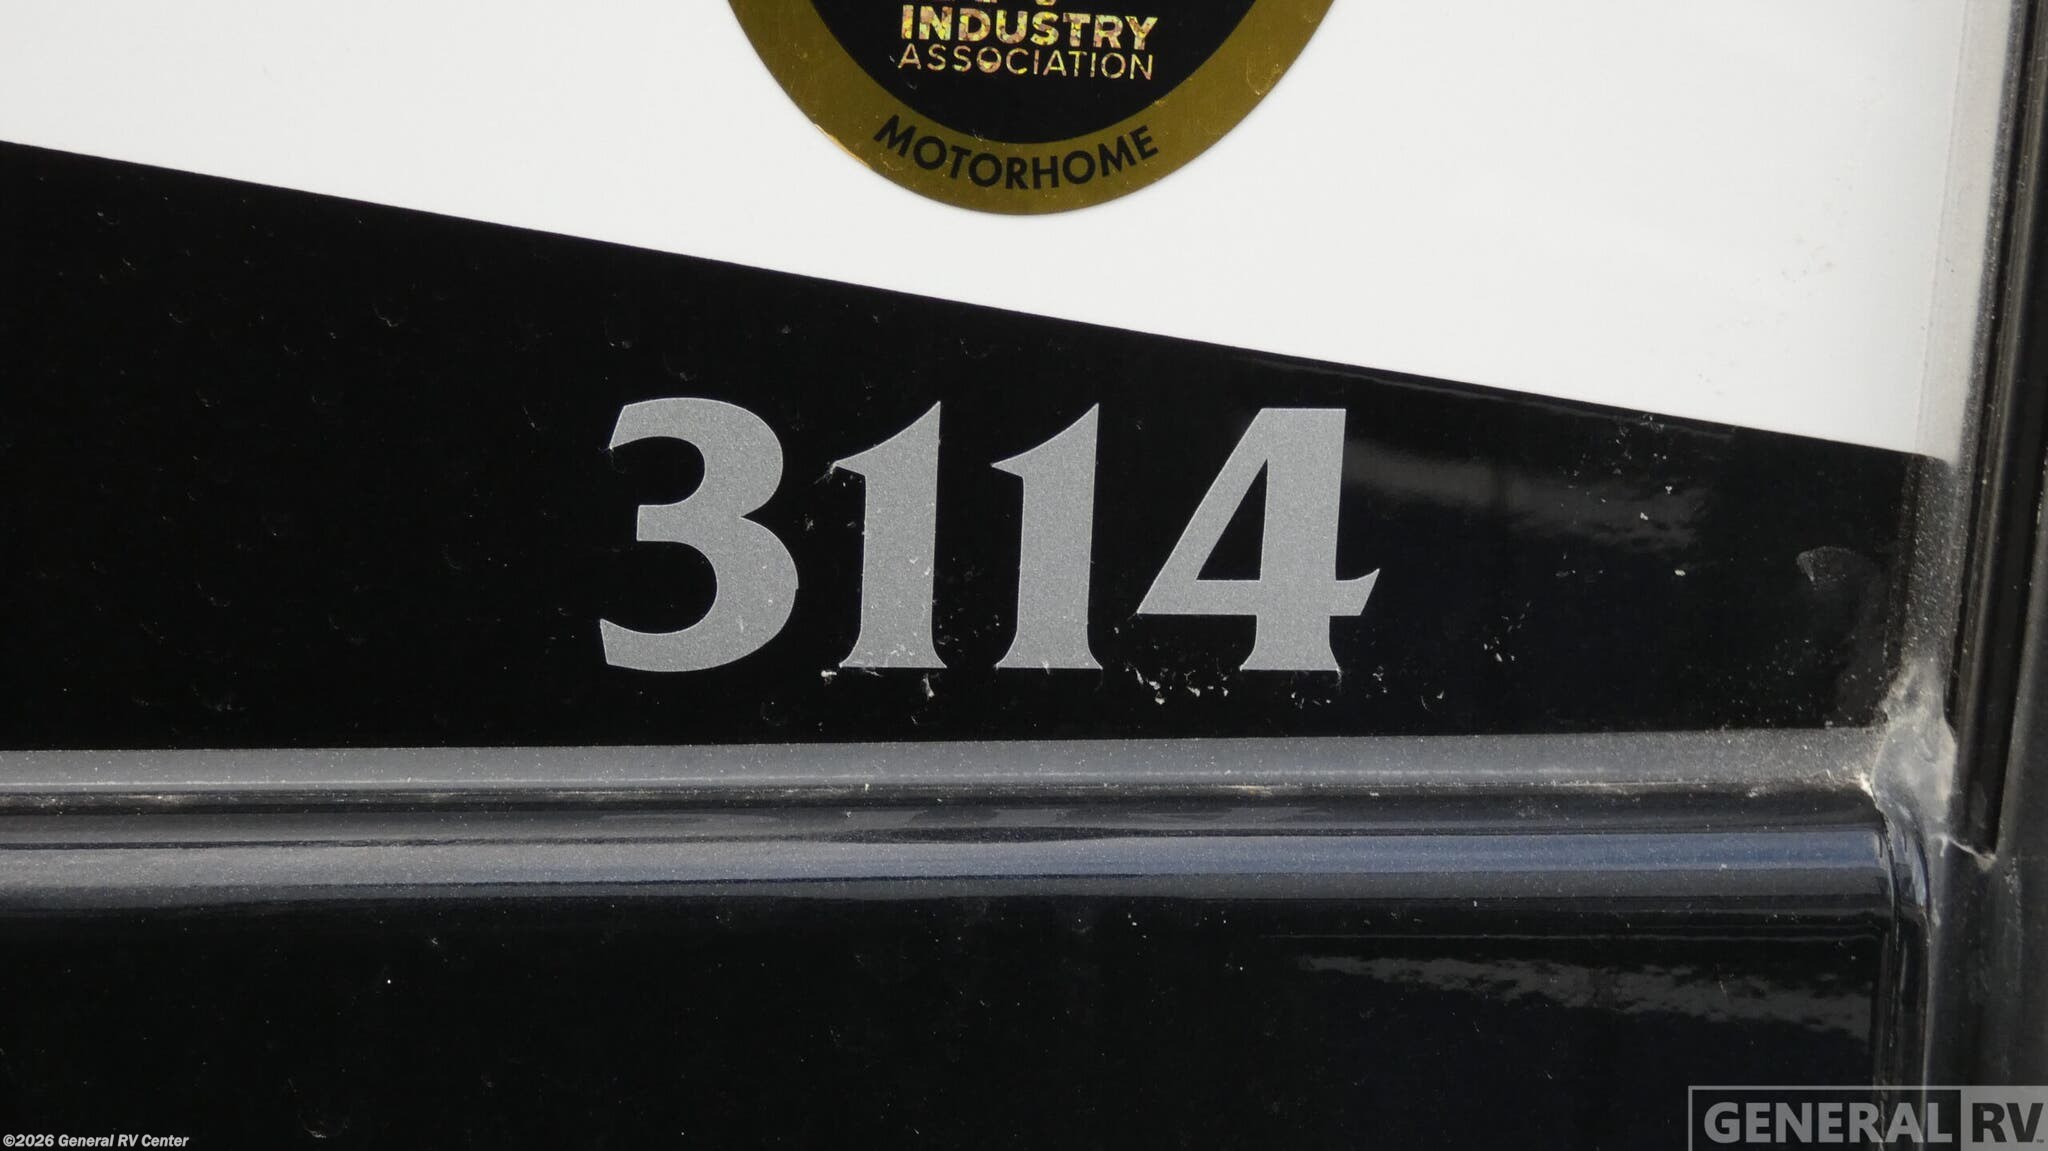 INDUSTRY
ASSOCIATION
MOTORHOME
3114
©2026 General RV Center
GENERAL RV